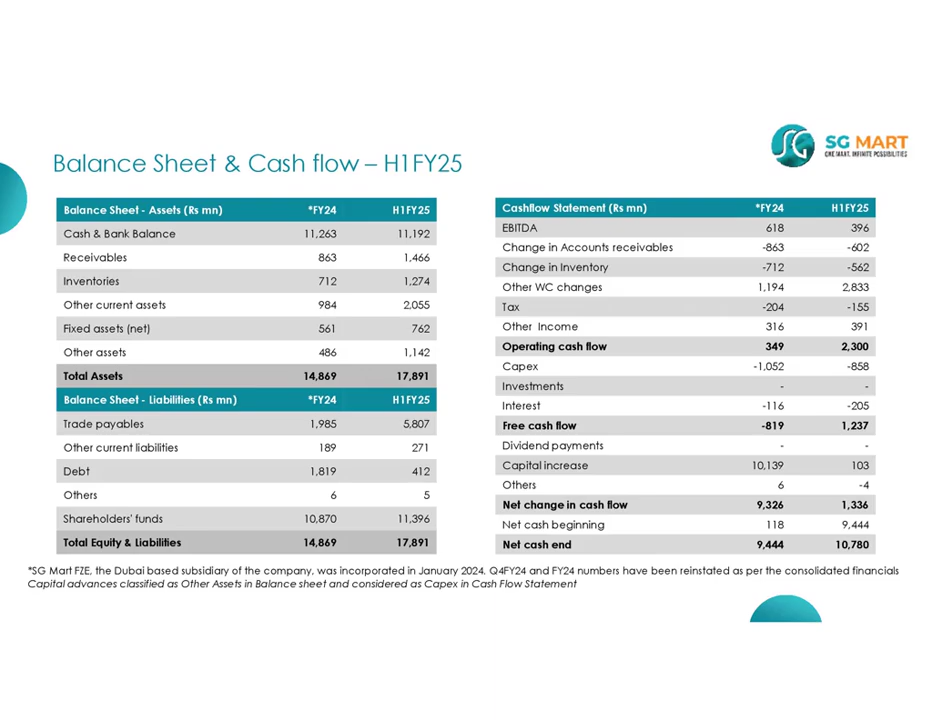 SG MART
ONE MART. INFINITE POSSIBILITIES
Balance Sheet & Cash flow – H1FY25
Balance Sheet - Assets (Rs mn) *FY24 H1FY25
Cash & Bank Balance 11,263 11,192
Receivables 863 1,466
Inventories 712 1,274
Other current assets 984 2,055
Fixed assets (net) 561 762
Other assets 486 1,142
Total Assets 14,869 17,891
Balance Sheet - Liabilities (Rs mn) *FY24 H1FY25
Trade payables 1,985 5,807
Other current liabilities 189 271
Debt 1,819 412
Others 6 5
Shareholders' funds 10,870 11,396
Total Equity & Liabilities 14,869 17,891
Cashflow Statement (Rs mn) *FY24 H1FY25
EBITDA 618 396
Change in Accounts receivables -863 -602
Change in Inventory -712 -562
Other WC changes 1,194 2,833
Tax -204 -155
Other Income 316 391
Operating cash flow 349 2,300
Capex -1,052 -858
Investments - -
Interest -116 -205
Free cash flow -819 1,237
Dividend payments - -
Capital increase 10,139 103
Others 6 -4
Net change in cash flow 9,326 1,336
Net cash beginning 118 9,444
Net cash end 9,444 10,780
*SG Mart FZE, the Dubai based subsidiary of the company, was incorporated in January 2024. Q4FY24 and FY24 numbers have been reinstated as per the consolidated financials
Capital advances classified as Other Assets in Balance sheet and considered as Capex in Cash Flow Statement